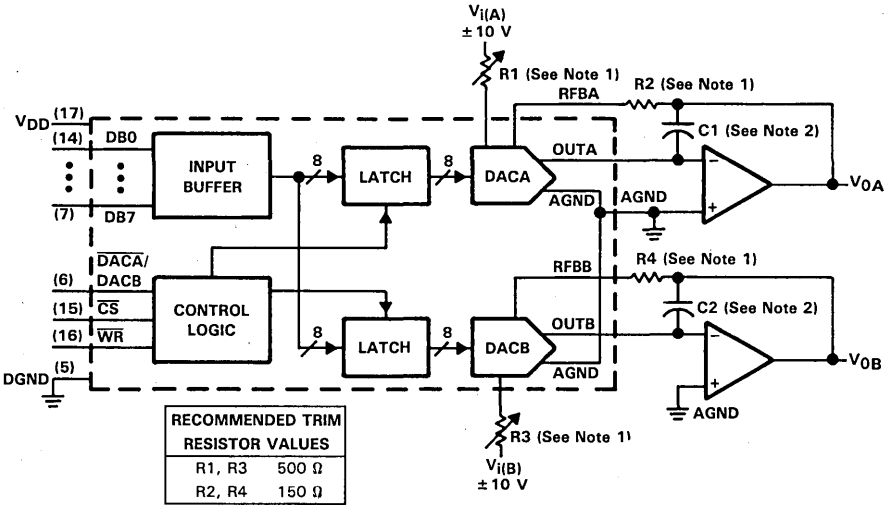 Vi(A)
±10 V
R1 (See Note 1)
R2 (See Note 1)
RFBA
VDD
(17)
(14)
DB0
C1 (See Note 2)
INPUT
BUFFER
8
LATCH
8
DACA
OUTA
−
+
VOA
AGND
AGND
(7)
DB7
DACA/
DACB
(6)
(15)
CS
(16)
WR
CONTROL
LOGIC
RFBB
R4 (See Note 1)
C2 (See Note 2)
8
LATCH
8
DACB
OUTB
−
+
VOB
AGND
AGND
(5)
DGND
R3 (See Note 1)
Vi(B)
±10 V
RECOMMENDED TRIM
RESISTOR VALUES
R1, R3 500 Ω
R2, R4 150 Ω